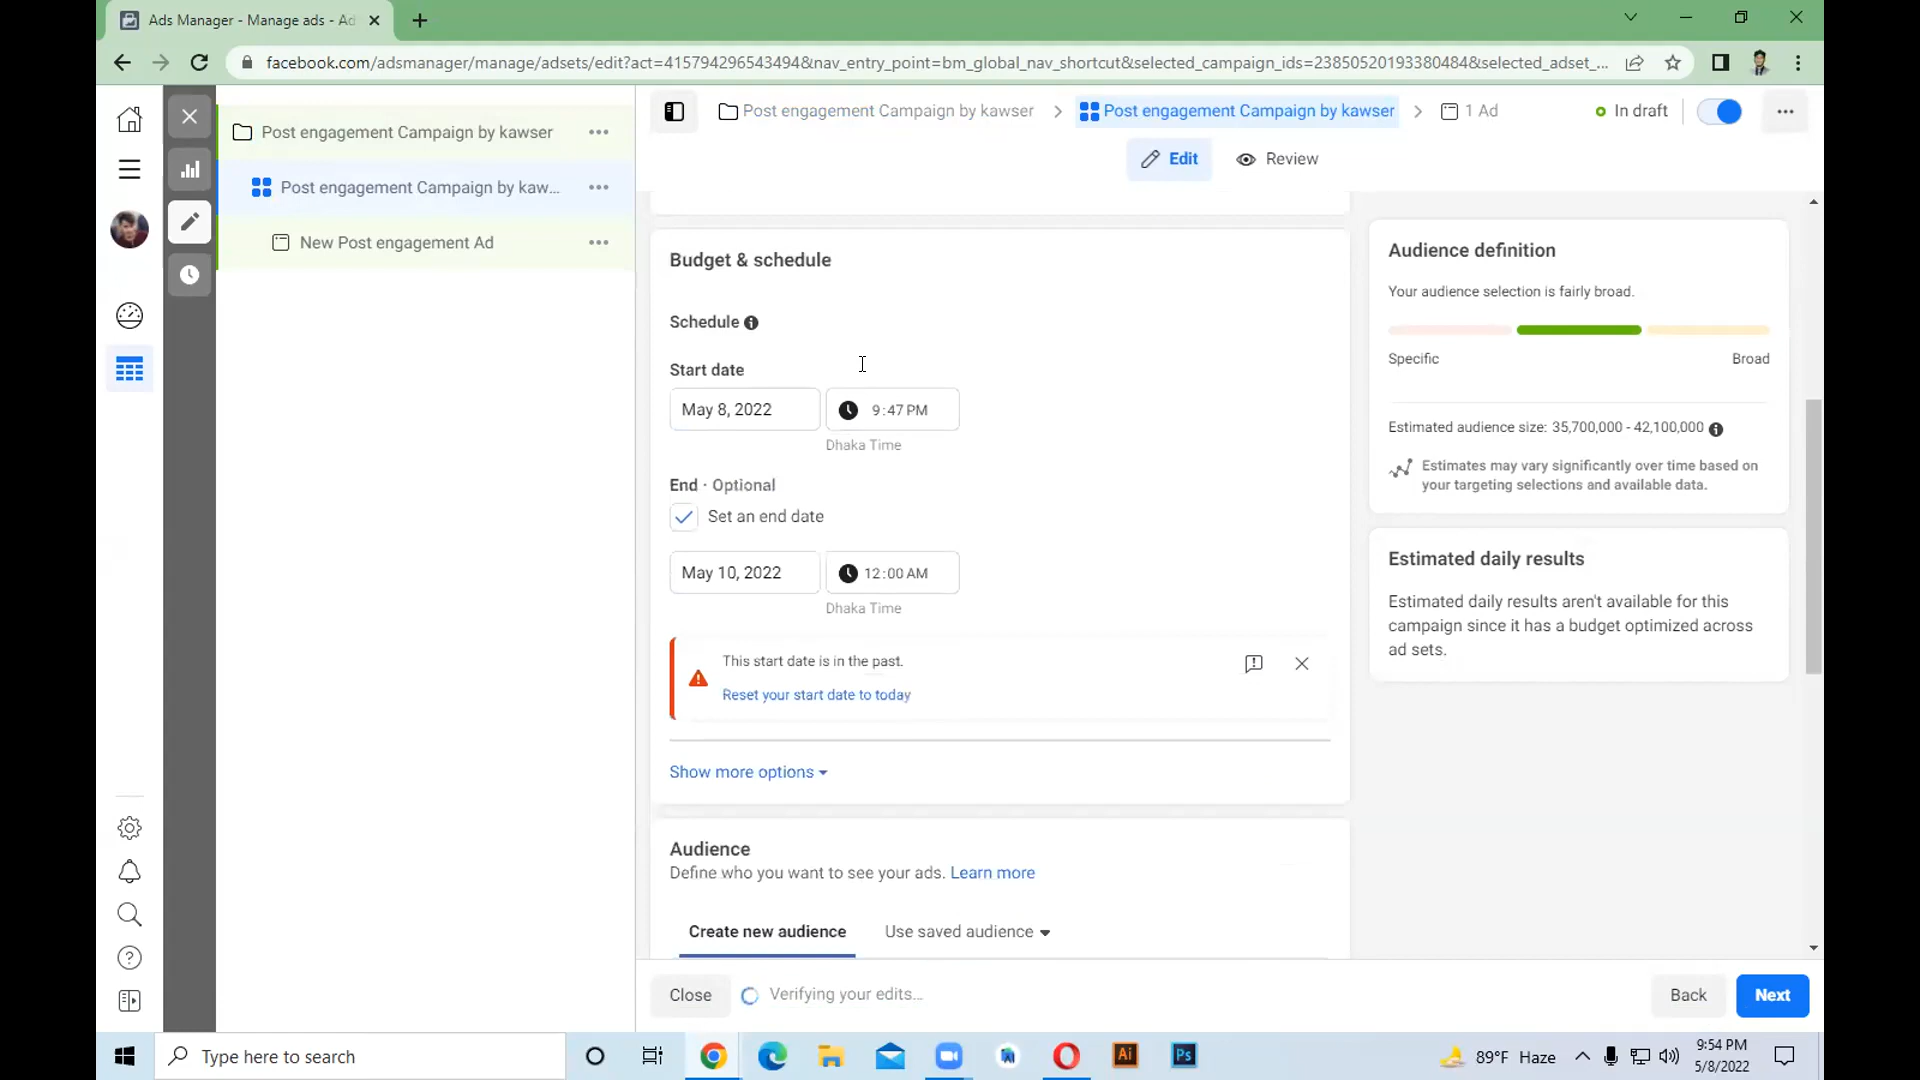 Ads Manager - Manage ads - Ad
facebook.com/adsmanager/manage/adsets/edit?act=415794296543494&nav_entry_point=bm_global_nav_shortcut&selected_campaign_ids=23850520193380484&selected_adset_...
Post engagement Campaign by kawser
Post engagement Campaign by kaw...
New Post engagement Ad
Post engagement Campaign by kawser
Post engagement Campaign by kawser
1 Ad
In draft
Edit
Review
Budget & schedule
Schedule
Start date
May 8, 2022
9:47 PM
Dhaka Time
End · Optional
Set an end date
May 10, 2022
12:00 AM
Dhaka Time
This start date is in the past.
Reset your start date to today
Show more options
Audience
Define who you want to see your ads. Learn more
Create new audience
Use saved audience
Audience definition
Your audience selection is fairly broad.
Specific
Broad
Estimated audience size: 35,700,000 - 42,100,000
Estimates may vary significantly over time based on
your targeting selections and available data.
Estimated daily results
Estimated daily results aren't available for this
campaign since it has a budget optimized across
ad sets.
Close
Verifying your edits...
Back
Next
Type here to search
Ai
Ps
89°F Haze
9:54 PM
5/8/2022